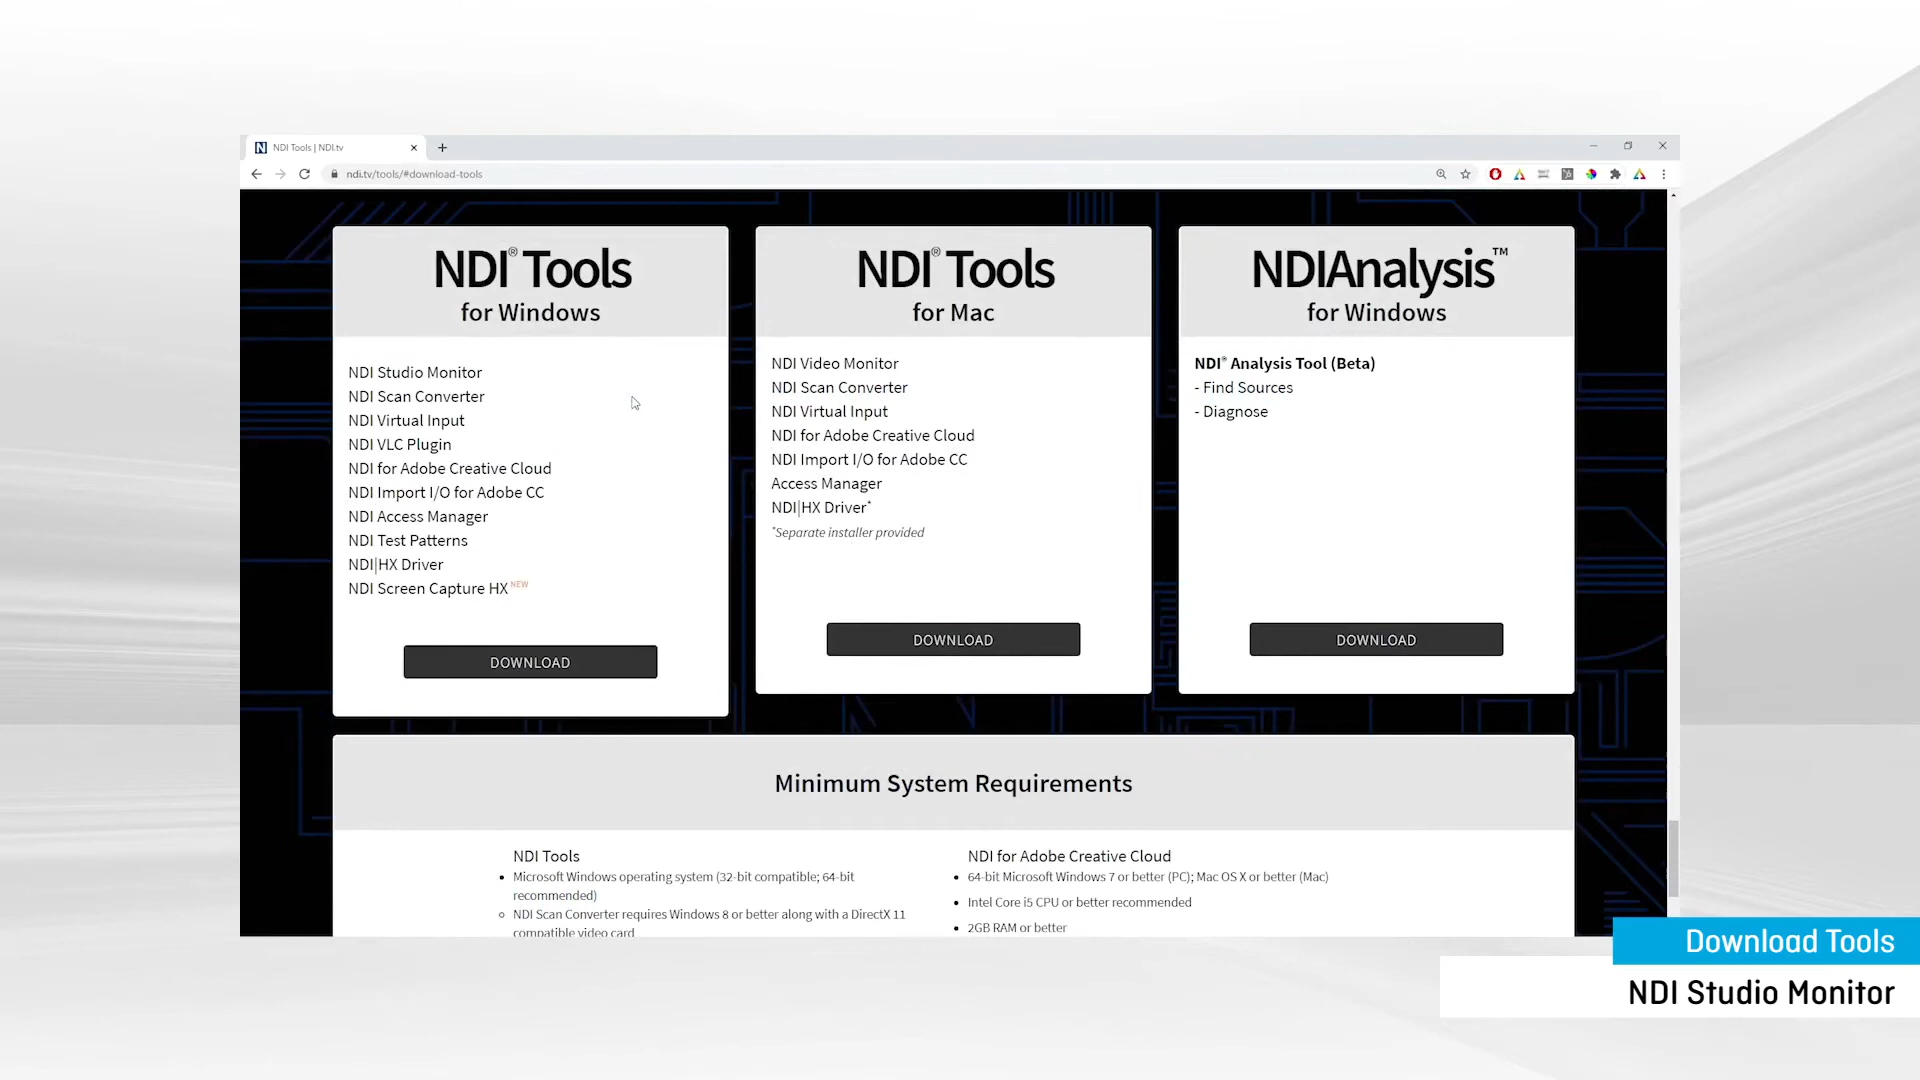 NDI Tools | NDI.tv
ndi.tv/tools/#download-tools
NDI® Tools
for Windows
NDI Studio Monitor
NDI Scan Converter
NDI Virtual Input
NDI VLC Plugin
NDI for Adobe Creative Cloud
NDI Import I/O for Adobe CC
NDI Access Manager
NDI Test Patterns
NDI|HX Driver
NDI Screen Capture HX NEW
DOWNLOAD
NDI® Tools
for Mac
NDI Video Monitor
NDI Scan Converter
NDI Virtual Input
NDI for Adobe Creative Cloud
NDI Import I/O for Adobe CC
Access Manager
NDI|HX Driver*
*Separate installer provided
DOWNLOAD
NDIAnalysis™
for Windows
NDI® Analysis Tool (Beta)
- Find Sources
- Diagnose
DOWNLOAD
Minimum System Requirements
NDI Tools
Microsoft Windows operating system (32-bit compatible; 64-bit
recommended)
NDI Scan Converter requires Windows 8 or better along with a DirectX 11
compatible video card
NDI for Adobe Creative Cloud
64-bit Microsoft Windows 7 or better (PC); Mac OS X or better (Mac)
Intel Core i5 CPU or better recommended
2GB RAM or better
Download Tools
NDI Studio Monitor